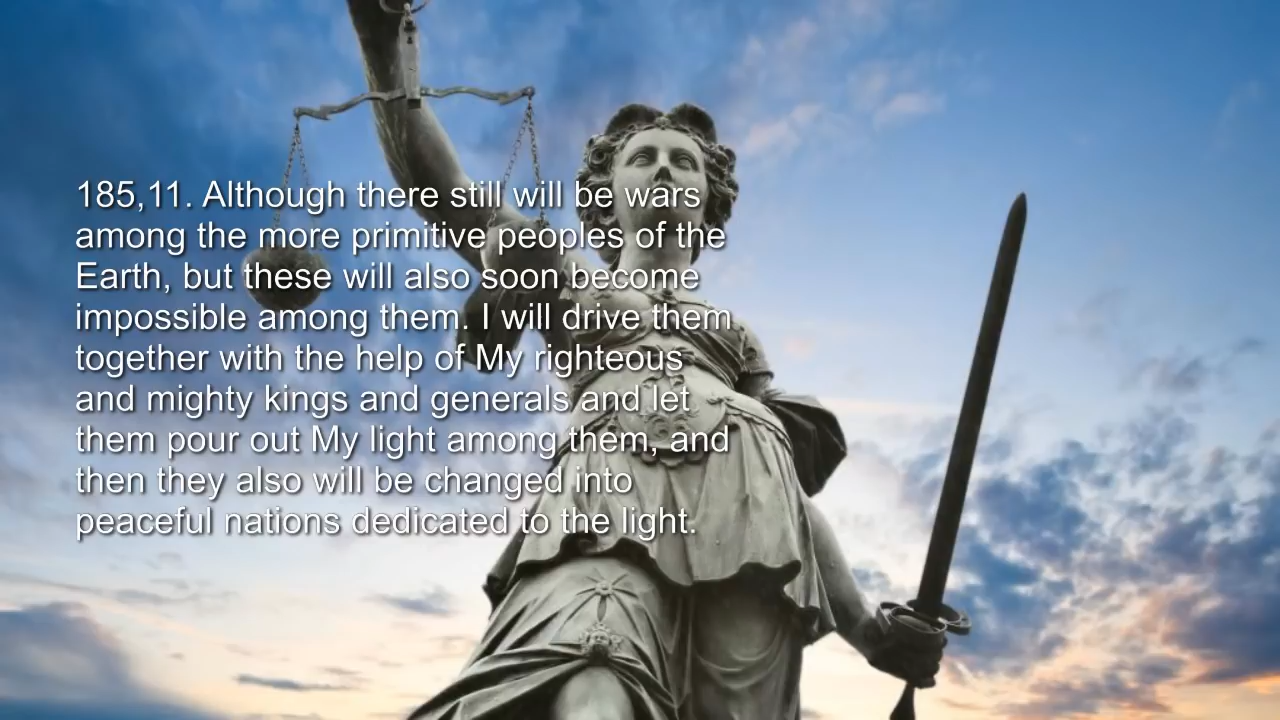 185,11. Although there still will be wars
among the more primitive peoples of the
Earth, but these will also soon become
impossible among them. I will drive them
together with the help of My righteous
and mighty kings and generals and let
them pour out My light among them, and
then they also will be changed into
peaceful nations dedicated to the light.